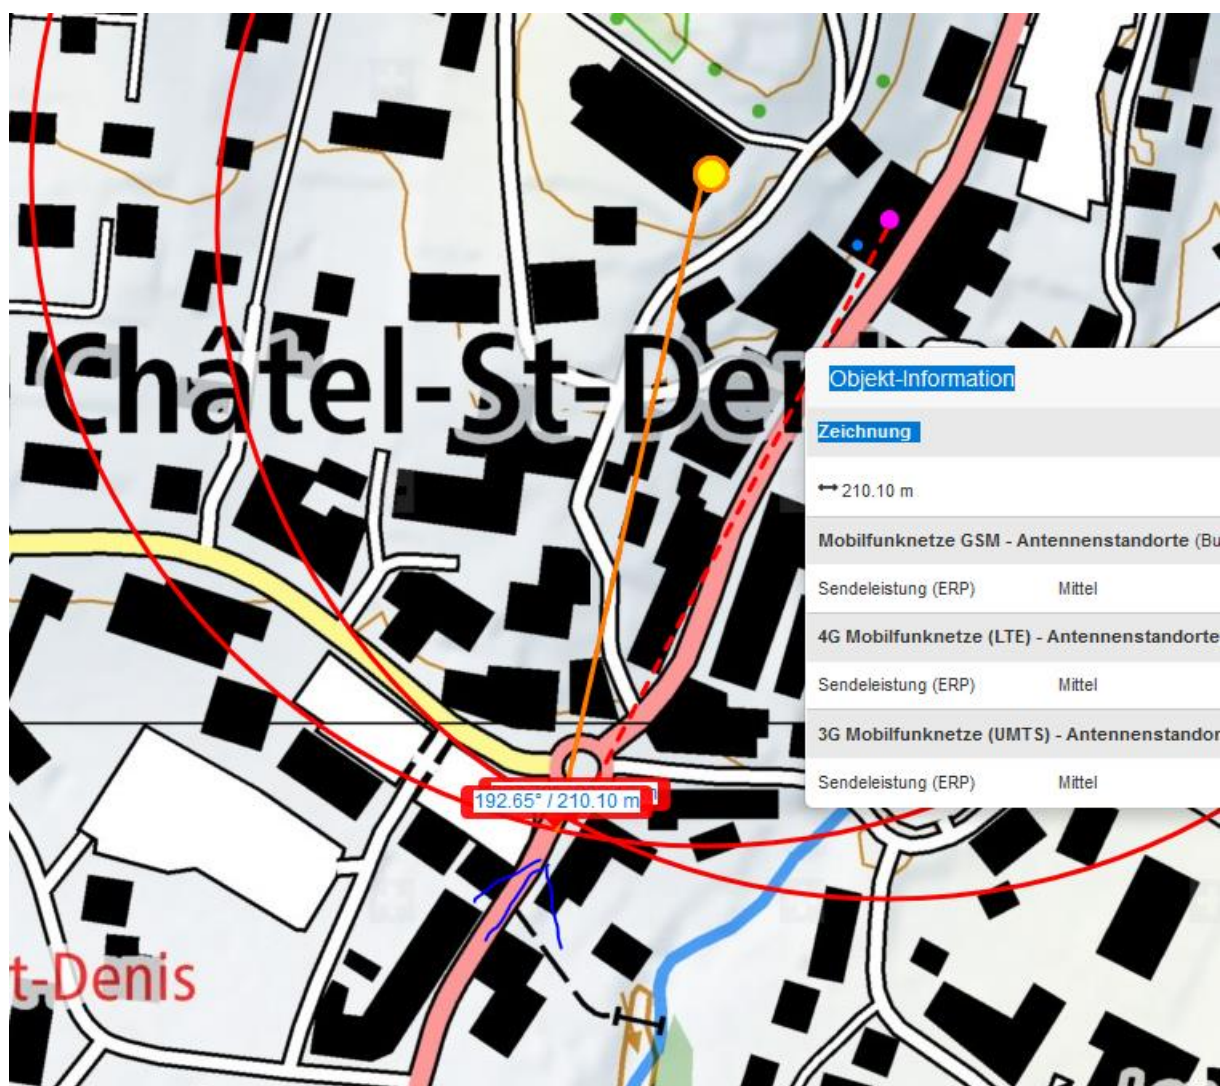 Châtel-St-Den
Objekt-Information
Zeichnung
210.10 m
Mobilfunknetze GSM - Antennenstandorte (Bu
Sendeleistung (ERP) Mittel
4G Mobilfunknetze (LTE) - Antennenstandorte
Sendeleistung (ERP) Mittel
3G Mobilfunknetze (UMTS) - Antennenstandor
Sendeleistung (ERP) Mittel
192.65° / 210.10 m
t-Denis